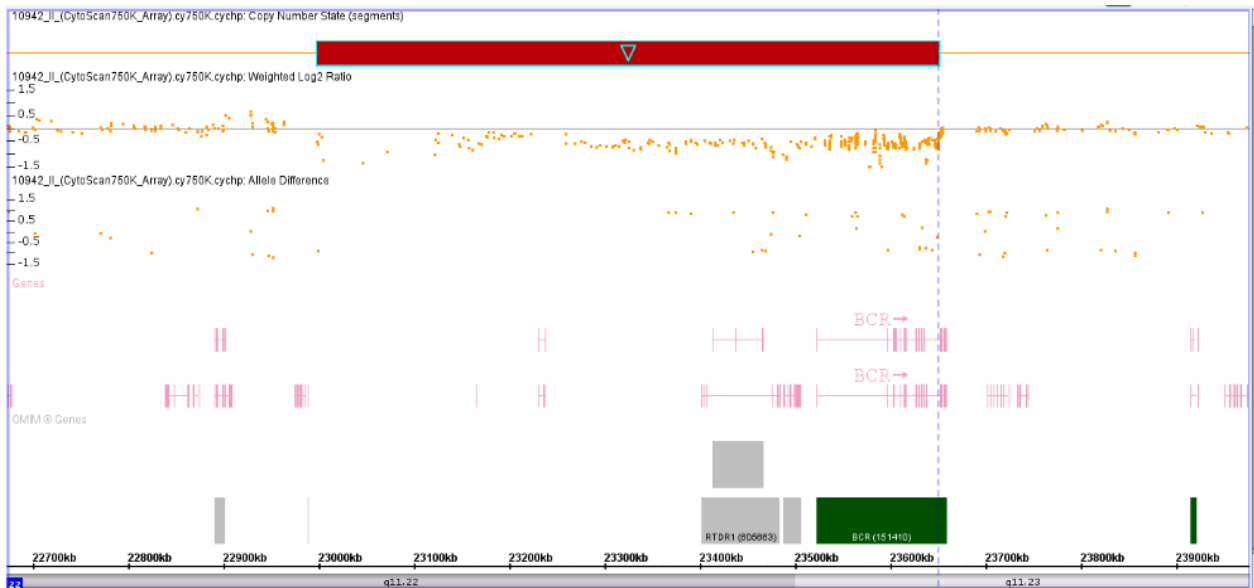 10942_II_(CytoScan750K_Array).cy750K.cychp: Copy Number State (segments)
10942_II_(CytoScan750K_Array).cy750K.cychp: Weighted Log2 Ratio
1.5
0.5
-0.5
-1.5
10942_II_(CytoScan750K_Array).cy750K.cychp: Allele Difference
1.5
0.5
-0.5
-1.5
Genes
BCR→
BCR→
OMIM ® Genes
RTDR1 (605663) BCR (151410)
22700kb 22800kb 22900kb 23000kb 23100kb 23200kb 23300kb 23400kb 23500kb 23600kb 23700kb 23800kb 23900kb
22 q11.22 q11.23